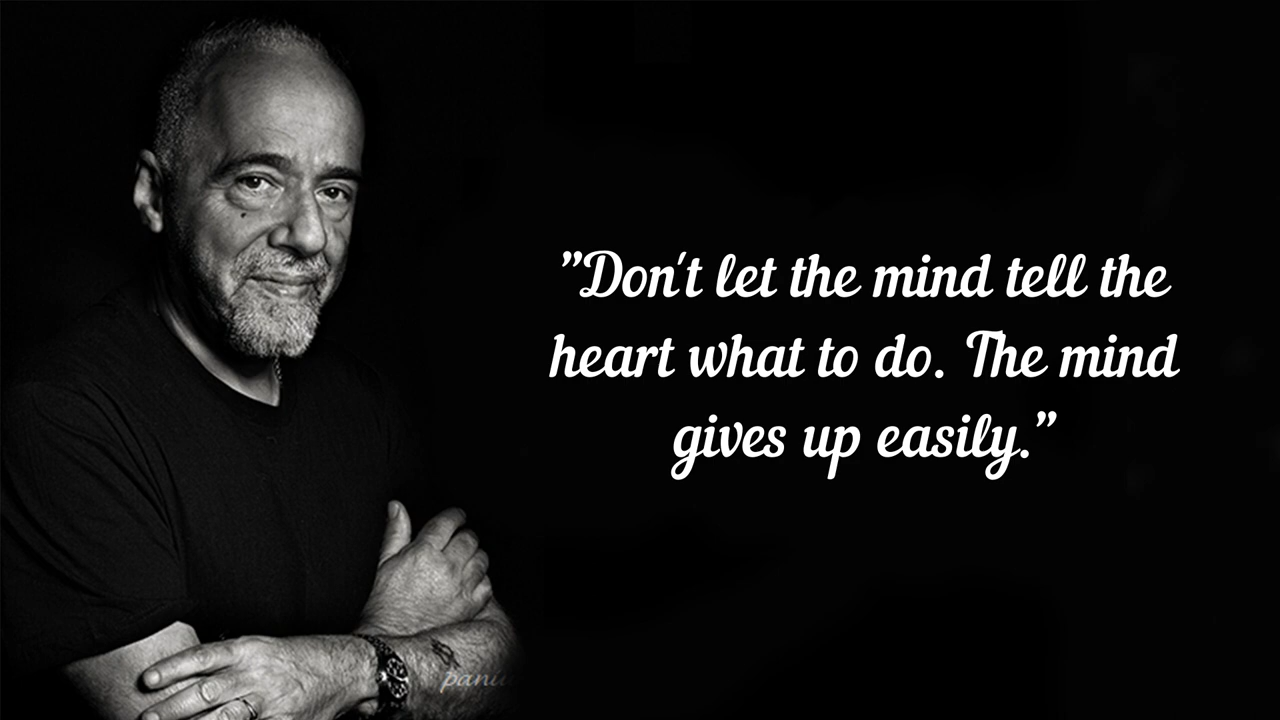 ”Don't let the mind tell the
heart what to do. The mind
gives up easily.”